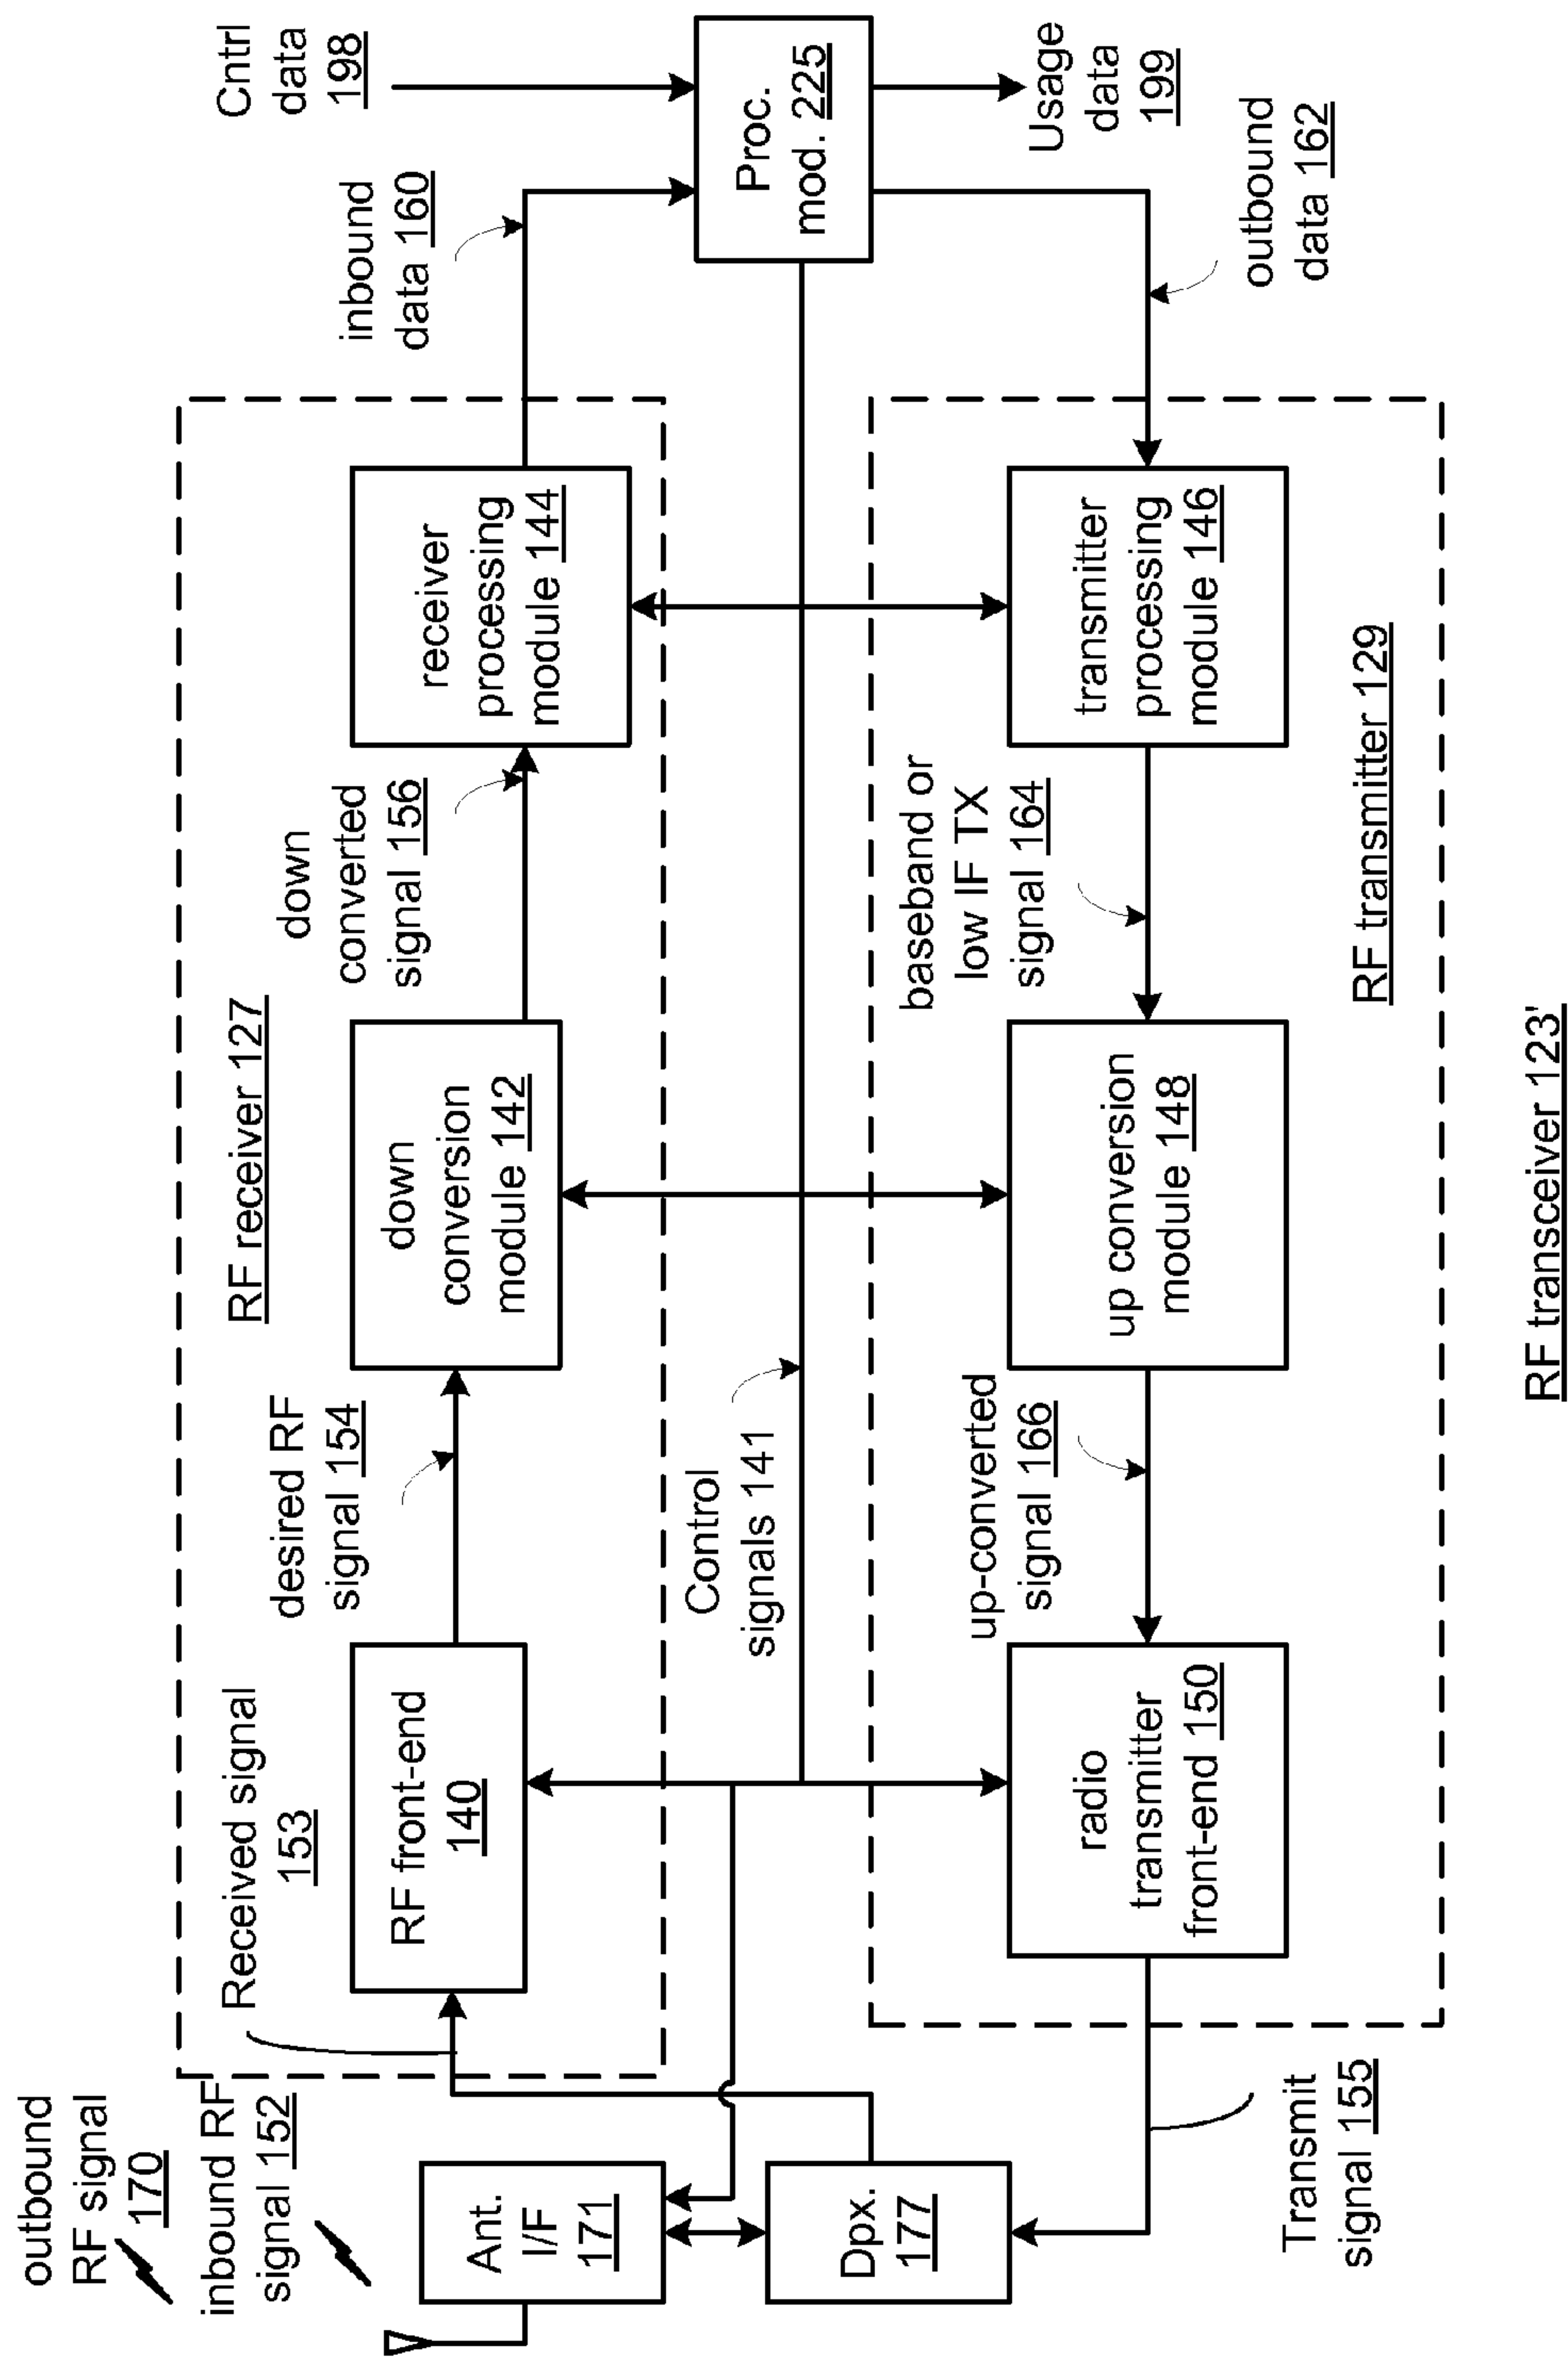 outbound
RF signal
170
inbound RF
signal 152
Received signal
153
desired RF
signal 154
RF receiver 127
down
converted
signal 156
inbound
data 160
Cntrl
data
198
Ant.
I/F
171
RF front-end
140
down
conversion
module 142
receiver
processing
module 144
Proc.
mod. 225
Control
signals 141
Dpx.
177
up-converted
signal 166
baseband or
low IF TX
signal 164
Usage
data
199
radio
transmitter
front-end 150
up conversion
module 148
transmitter
processing
module 146
outbound
data 162
Transmit
signal 155
RF transmitter 129
RF transceiver 123'